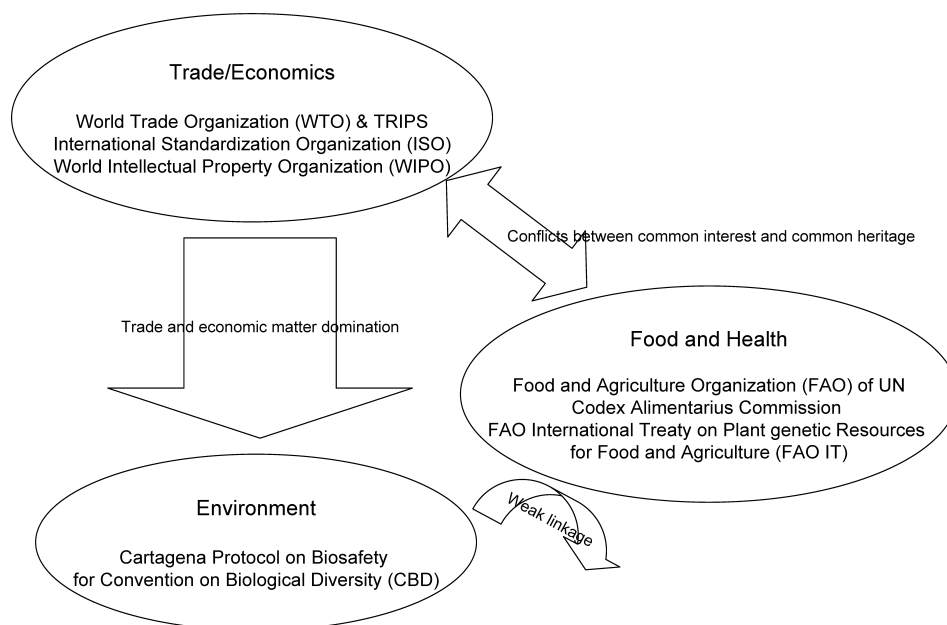 Trade/Economics
World Trade Organization (WTO) & TRIPS
International Standardization Organization (ISO)
World Intellectual Property Organization (WIPO)
Conflicts between common interest and common heritage
Trade and economic matter domination
Food and Health
Food and Agriculture Organization (FAO) of UN
Codex Alimentarius Commission
FAO International Treaty on Plant genetic Resources
for Food and Agriculture (FAO IT)
Weak linkage
Environment
Cartagena Protocol on Biosafety
for Convention on Biological Diversity (CBD)